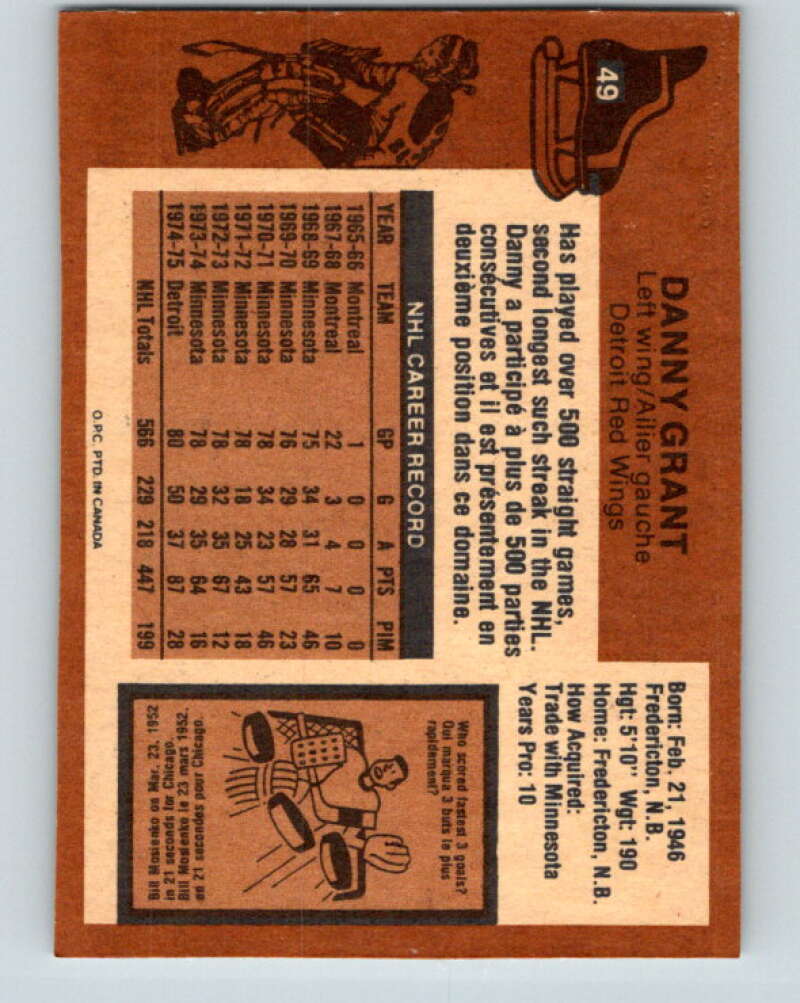 49
DANNY GRANT
Left wing/Ailier gauche
Detroit Red Wings
Has played over 500 straight games,
second longest such streak in the NHL.
Danny a participé à plus de 500 parties
consécutives et il est présentement en
deuxième position dans ce domaine.
Born: Feb. 21, 1946
Fredericton, N.B.
Hgt: 5'10" Wgt: 190
Home: Fredericton, N.B.
How Acquired:
Trade with Minnesota
Years Pro: 10
NHL CAREER RECORD
YEAR TEAM GP G A PTS PIM
1965-66 Montreal 1 0 0 0 0
1967-68 Montreal 22 3 4 7 10
1968-69 Minnesota 75 34 31 65 46
1969-70 Minnesota 76 29 28 57 23
1970-71 Minnesota 78 34 23 57 46
1971-72 Minnesota 78 18 25 43 18
1972-73 Minnesota 78 32 35 67 12
1973-74 Minnesota 78 29 35 64 16
1974-75 Detroit 80 50 37 87 28
NHL Totals 566 229 218 447 199
Who scored fastest 3 goals?
Qui marqua 3 buts le plus
rapidement?
Bill Mosienko on Mar. 23, 1952
in 21 seconds for Chicago.
Bill Mosienko le 23 mars 1952,
en 21 secondes pour Chicago.
O.P.C. PTD. IN CANADA